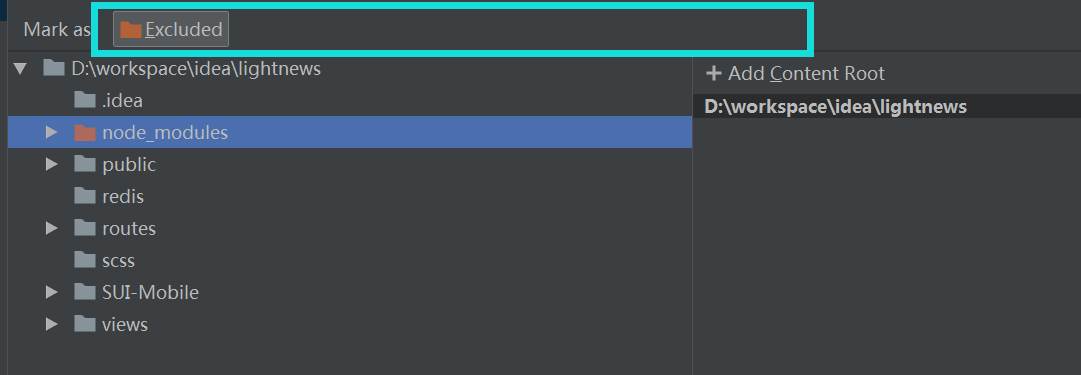 Mark as Excluded
D:\workspace\idea\lightnews
.idea
node_modules
public
redis
routes
scss
SUI-Mobile
views
+ Add Content Root
D:\workspace\idea\lightnews